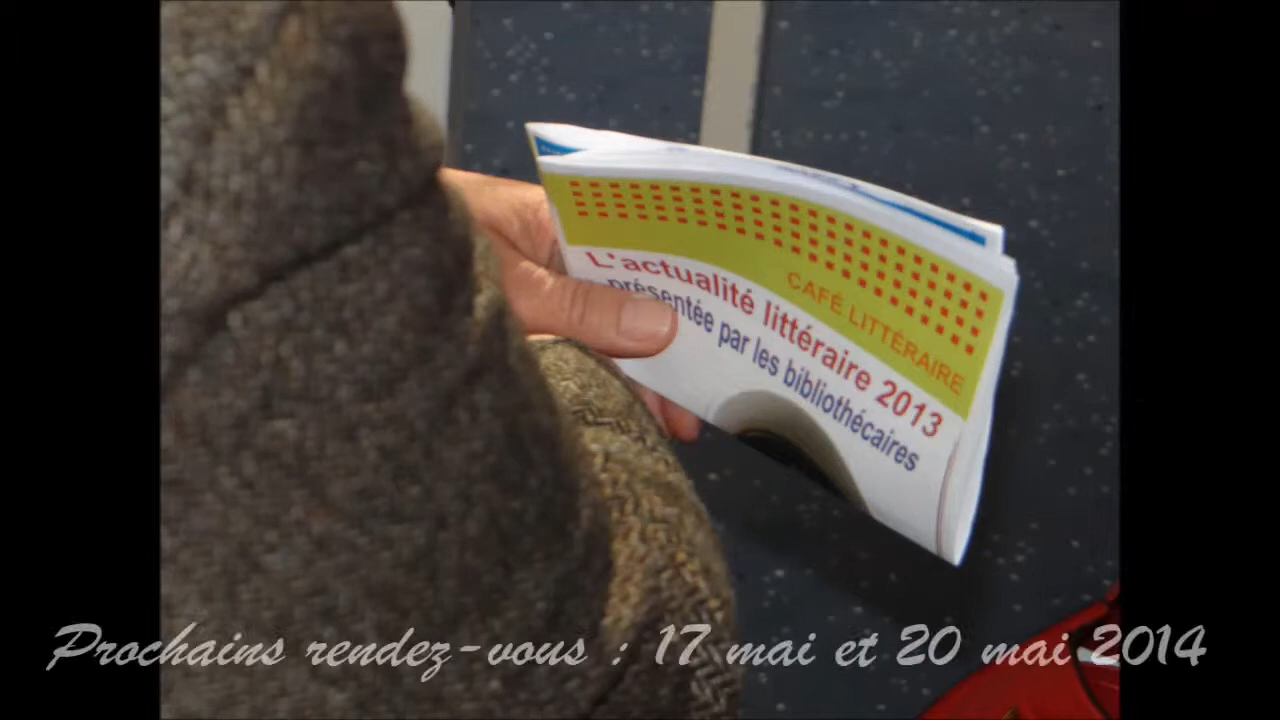 CAFÉ LITTÉRAIRE
L'actualité littéraire 2013
présentée par les bibliothécaires
Prochains rendez-vous : 17 mai et 20 mai 2014